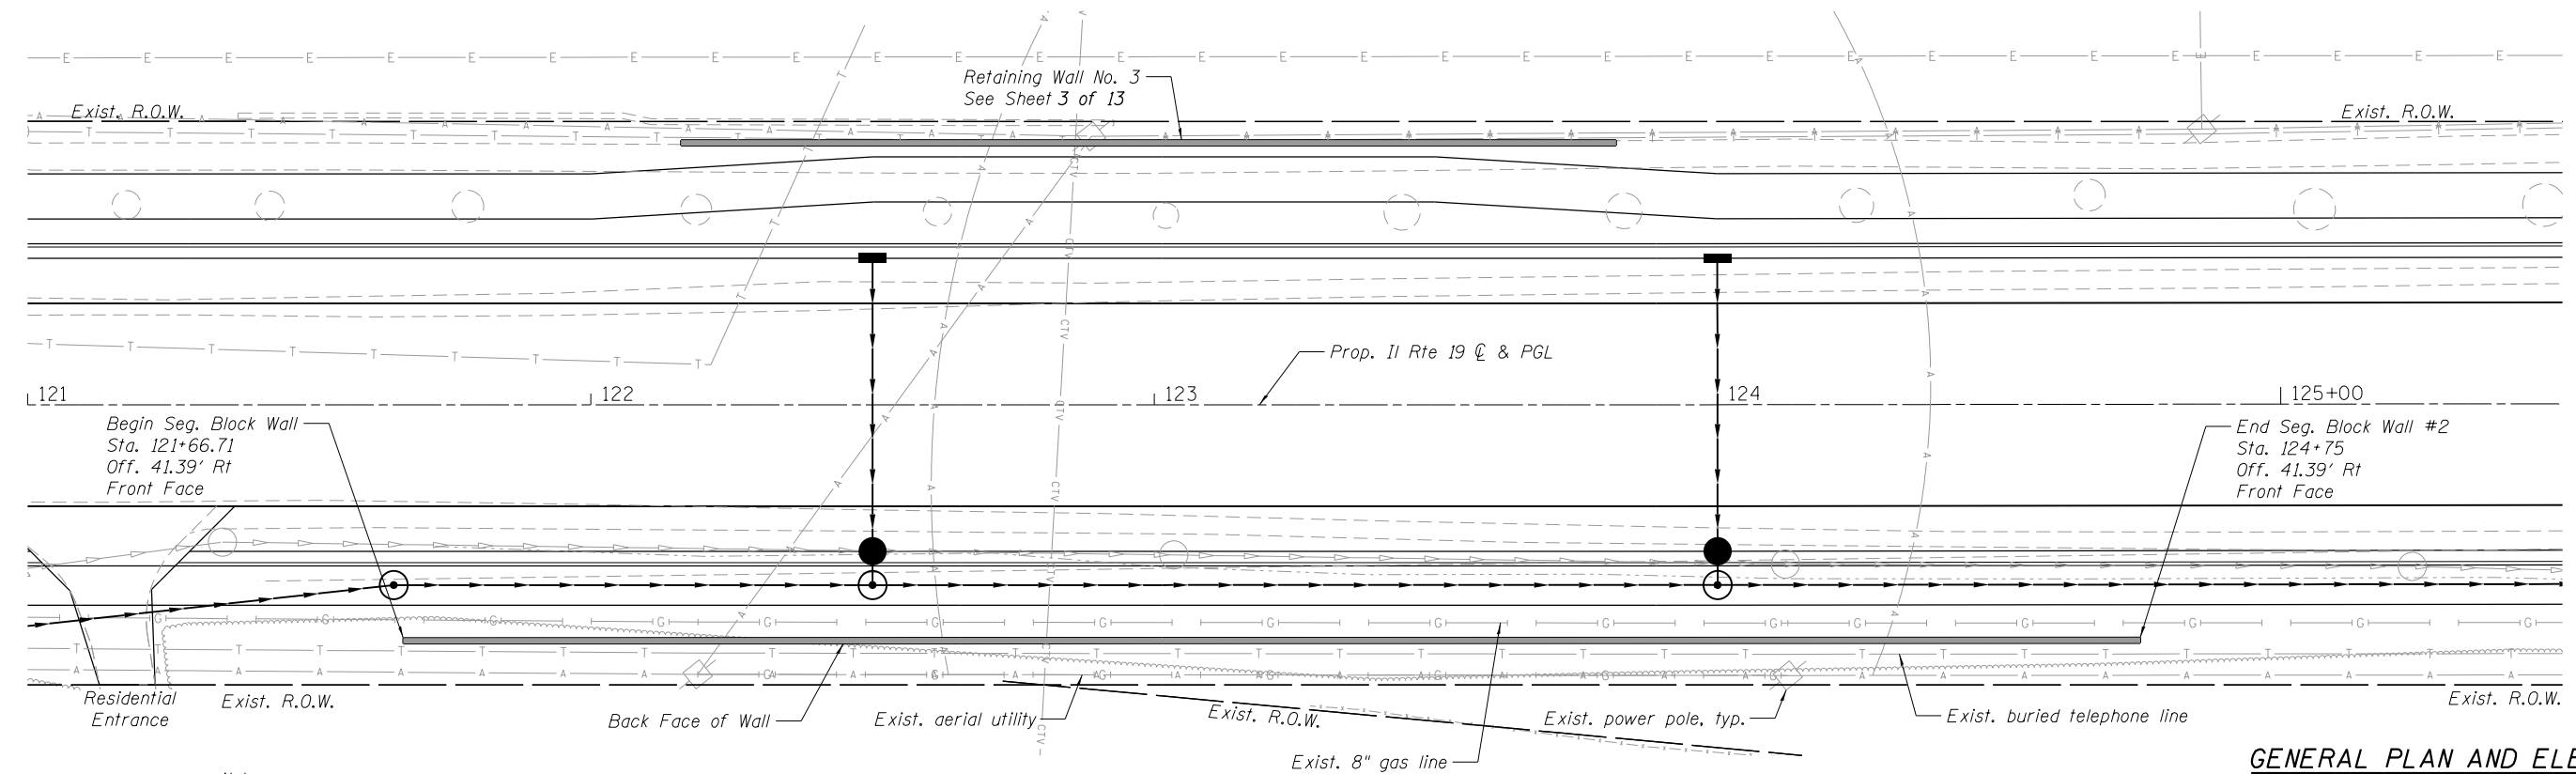 Retaining Wall No. 3
See Sheet 3 of 13
Exist. R.O.W.
Exist. R.O.W.
Prop. Il Rte 19 ℄ & PGL
121
122
123
124
125+00
Begin Seg. Block Wall
Sta. 121+66.71
Off. 41.39' Rt
Front Face
End Seg. Block Wall #2
Sta. 124+75
Off. 41.39' Rt
Front Face
Residential
Entrance
Exist. R.O.W.
Back Face of Wall
Exist. aerial utility
Exist. R.O.W.
Exist. power pole, typ.
Exist. buried telephone line
Exist. R.O.W.
Exist. 8" gas line
GENERAL PLAN AND